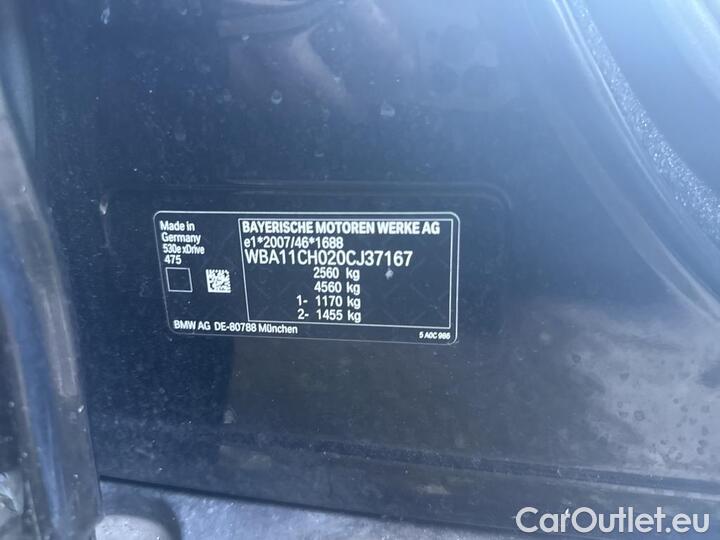 Made in
Germany
530e xDrive
475
BAYERISCHE MOTOREN WERKE AG
e1*2007/46*1688
WBA11CH020CJ37167
2560 kg
4560 kg
1- 1170 kg
2- 1455 kg
BMW AG DE-80788 München
5 A0C 986
CarOutlet.eu